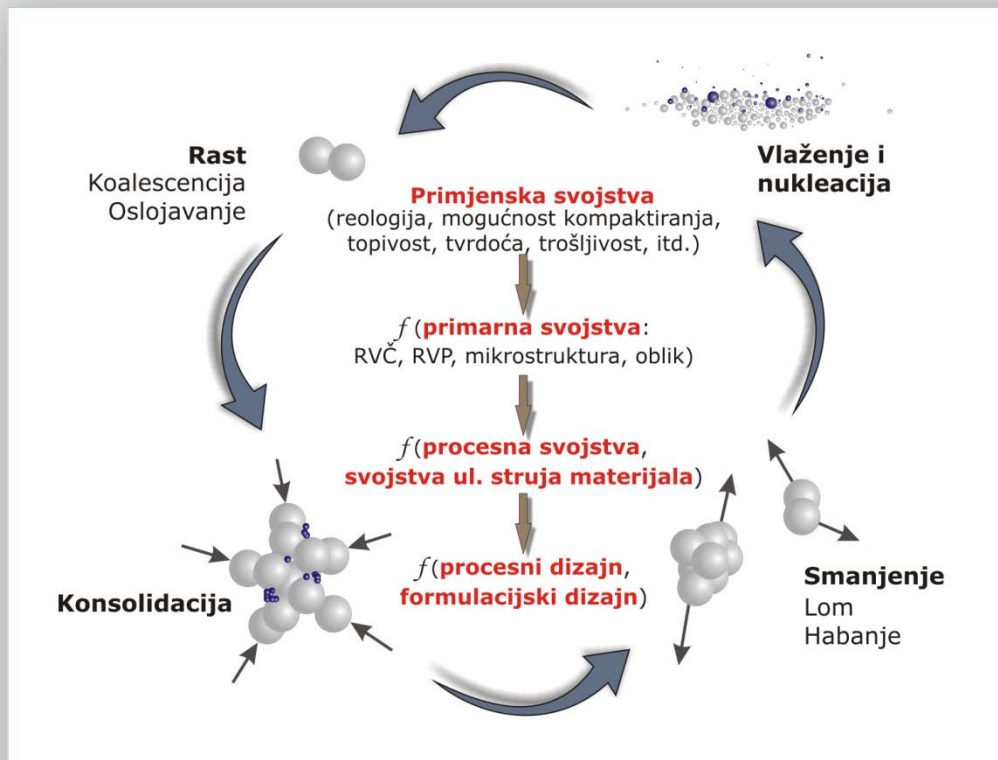 Rast
Koalescencija
Oslojavanje
Vlaženje i
nukleacija
Primjenska svojstva
(reologija, mogućnost kompaktiranja,
topivost, tvrdoća, trošljivost, itd.)
f(primarna svojstva:
RVČ, RVP, mikrostruktura, oblik)
f(procesna svojstva,
svojstva ul. struja materijala)
f(procesni dizajn,
formulacijski dizajn)
Konsolidacija
Smanjenje
Lom
Habanje